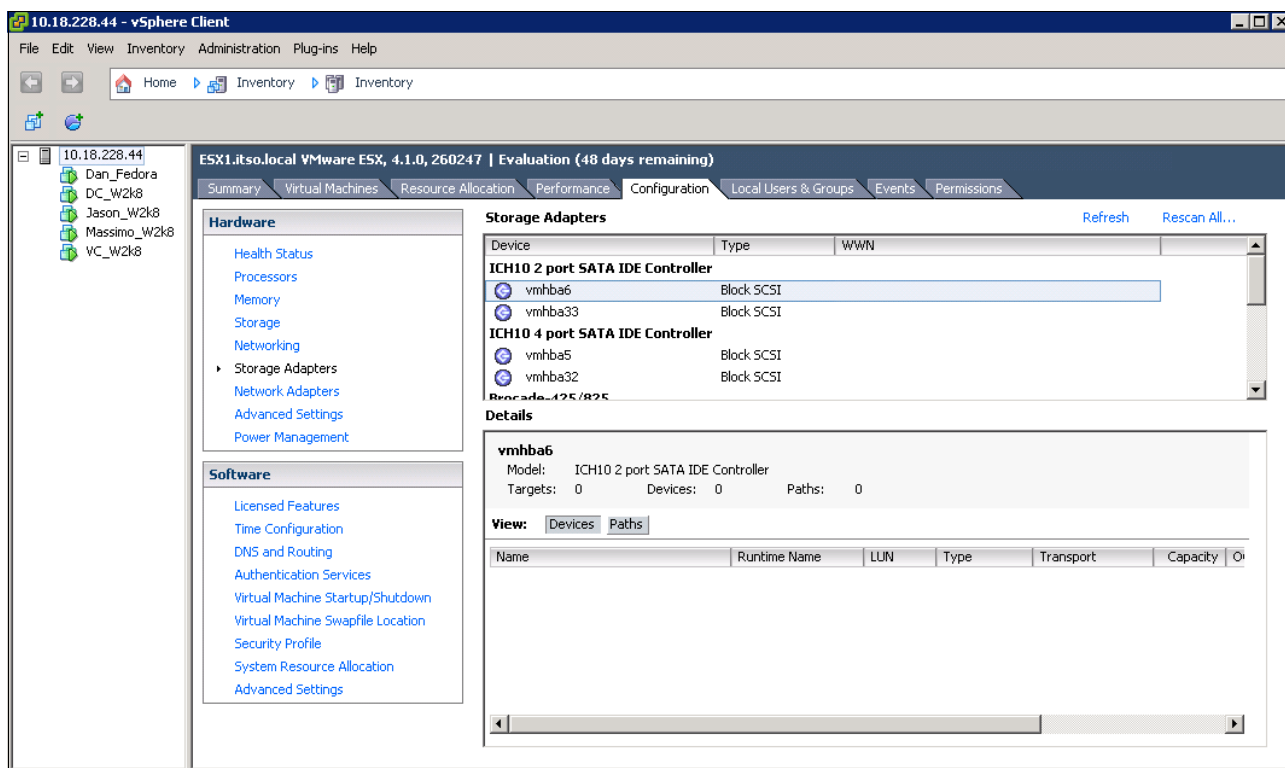 10.18.228.44 - vSphere Client
File Edit View Inventory Administration Plug-ins Help
Home Inventory Inventory
10.18.228.44
Dan_Fedora
DC_W2k8
Jason_W2k8
Massimo_W2k8
VC_W2k8
ESX1.itso.local VMware ESX, 4.1.0, 260247 | Evaluation (48 days remaining)
Summary Virtual Machines Resource Allocation Performance Configuration Local Users & Groups Events Permissions
Hardware
Health Status
Processors
Memory
Storage
Networking
Storage Adapters
Network Adapters
Advanced Settings
Power Management
Software
Licensed Features
Time Configuration
DNS and Routing
Authentication Services
Virtual Machine Startup/Shutdown
Virtual Machine Swapfile Location
Security Profile
System Resource Allocation
Advanced Settings
Storage Adapters Refresh Rescan All...
Device Type WWN
ICH10 2 port SATA IDE Controller
vmhba6 Block SCSI
vmhba33 Block SCSI
ICH10 4 port SATA IDE Controller
vmhba5 Block SCSI
vmhba32 Block SCSI
Brocade-425/825
Details
vmhba6
Model: ICH10 2 port SATA IDE Controller
Targets: 0 Devices: 0 Paths: 0
View: Devices Paths
Name Runtime Name LUN Type Transport Capacity